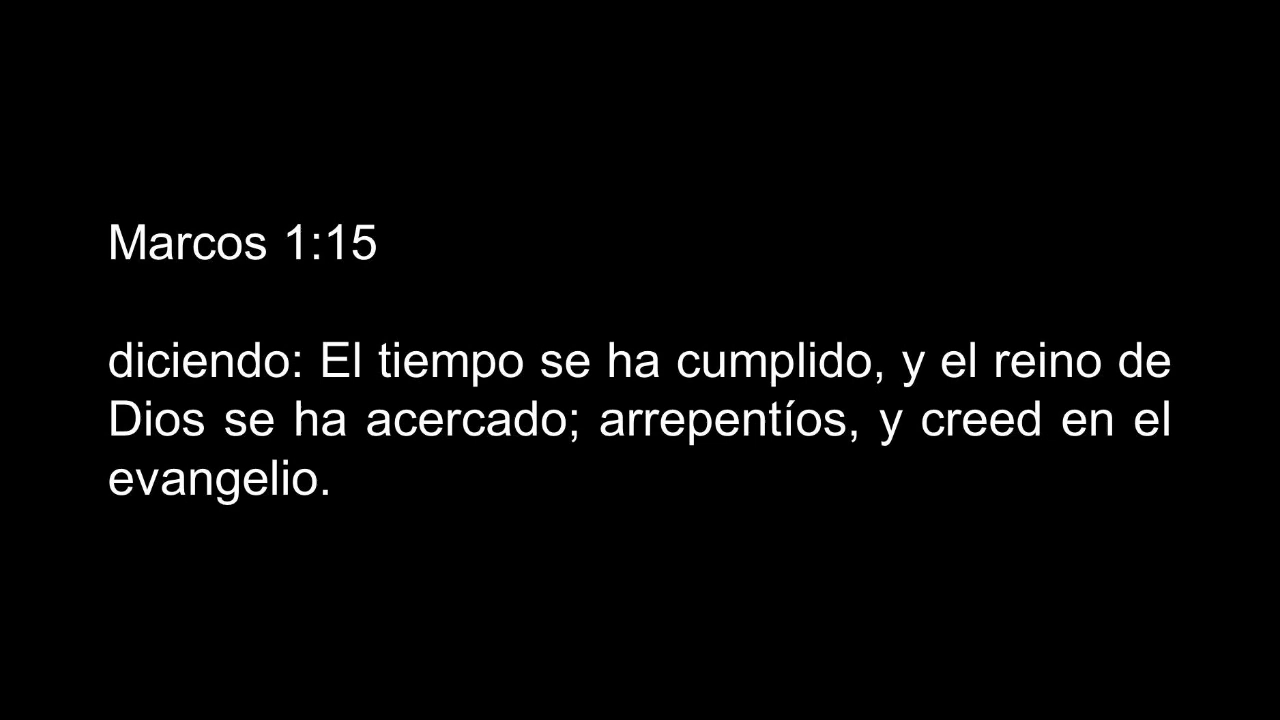 Marcos 1:15
diciendo: El tiempo se ha cumplido, y el reino de
Dios se ha acercado; arrepentíos, y creed en el
evangelio.